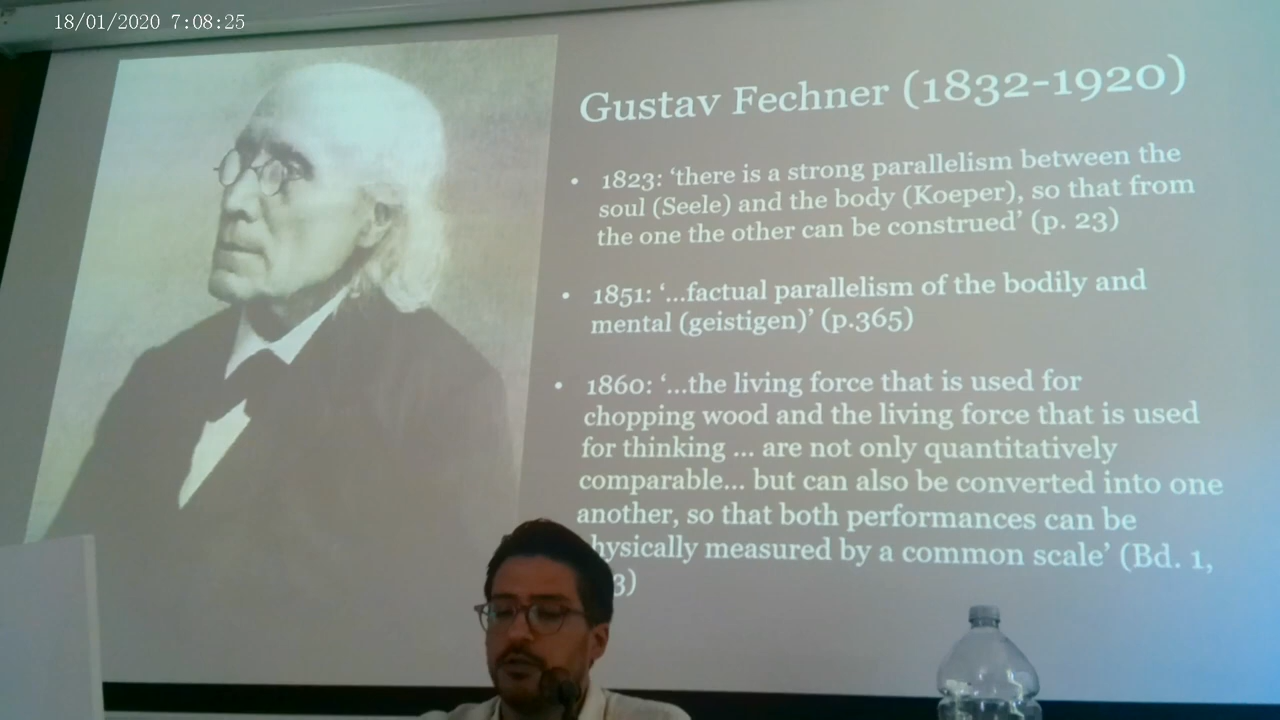 18/01/2020 7:08:25
Gustav Fechner (1832-1920)
• 1823: ‘there is a strong parallelism between the
soul (Seele) and the body (Koeper), so that from
the one the other can be construed’ (p. 23)
• 1851: ‘...factual parallelism of the bodily and
mental (geistigen)’ (p.365)
• 1860: ‘...the living force that is used for
chopping wood and the living force that is used
for thinking ... are not only quantitatively
comparable... but can also be converted into one
another, so that both performances can be
hysically measured by a common scale’ (Bd. 1,
3)